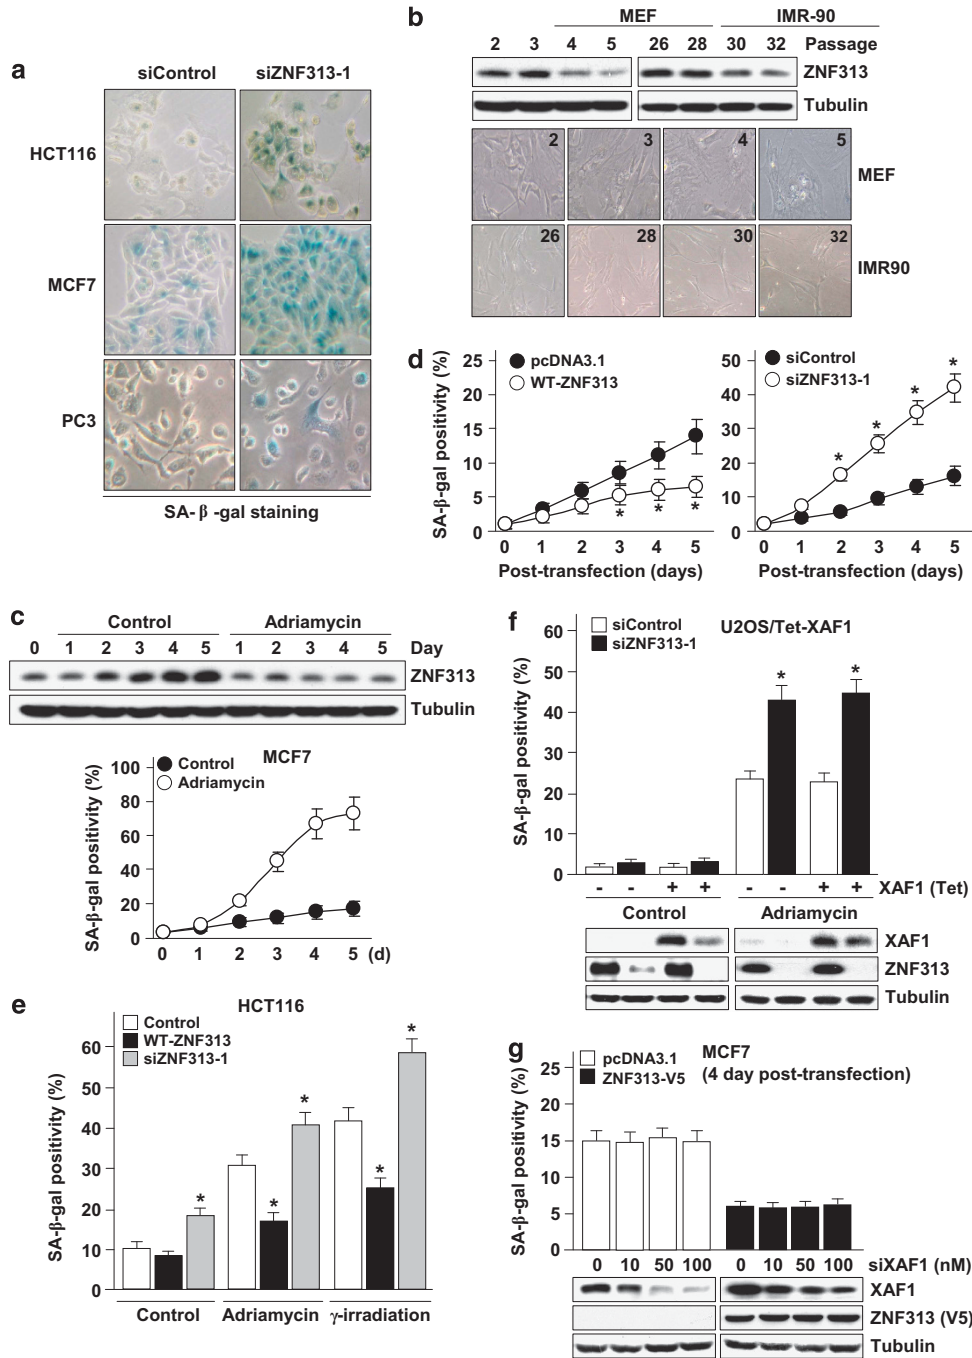 a
siControl siZNF313-1
HCT116
MCF7
PC3
SA-β-gal staining
b
MEF IMR-90
2 3 4 5 26 28 30 32 Passage
ZNF313
Tubulin
2 3 4 5
MEF
26 28 30 32
IMR90
c
Control Adriamycin
0 1 2 3 4 5 1 2 3 4 5 Day
ZNF313
Tubulin
MCF7
Control
Adriamycin
SA-β-gal positivity (%)
100
80
60
40
20
0
0 1 2 3 4 5 (d)
d
SA-β-gal positivity (%)
pcDNA3.1
WT-ZNF313
25
20
15
10
5
0
* * *
0 1 2 3 4 5
Post-transfection (days)
siControl
siZNF313-1
50
40
30
20
10
0
* * * *
0 1 2 3 4 5
Post-transfection (days)
e
HCT116
Control
WT-ZNF313
siZNF313-1
SA-β-gal positivity (%)
60
50
40
30
20
10
0
* * * * *
Control Adriamycin γ-irradiation
f
siControl
siZNF313-1
U2OS/Tet-XAF1
SA-β-gal positivity (%)
60
50
40
30
20
10
0
* *
- - + + - - + + XAF1 (Tet)
Control Adriamycin
XAF1
ZNF313
Tubulin
g
pcDNA3.1
ZNF313-V5
MCF7
(4 day post-transfection)
SA-β-gal positivity (%)
25
20
15
10
5
0
0 10 50 100 0 10 50 100 siXAF1 (nM)
XAF1
ZNF313 (V5)
Tubulin